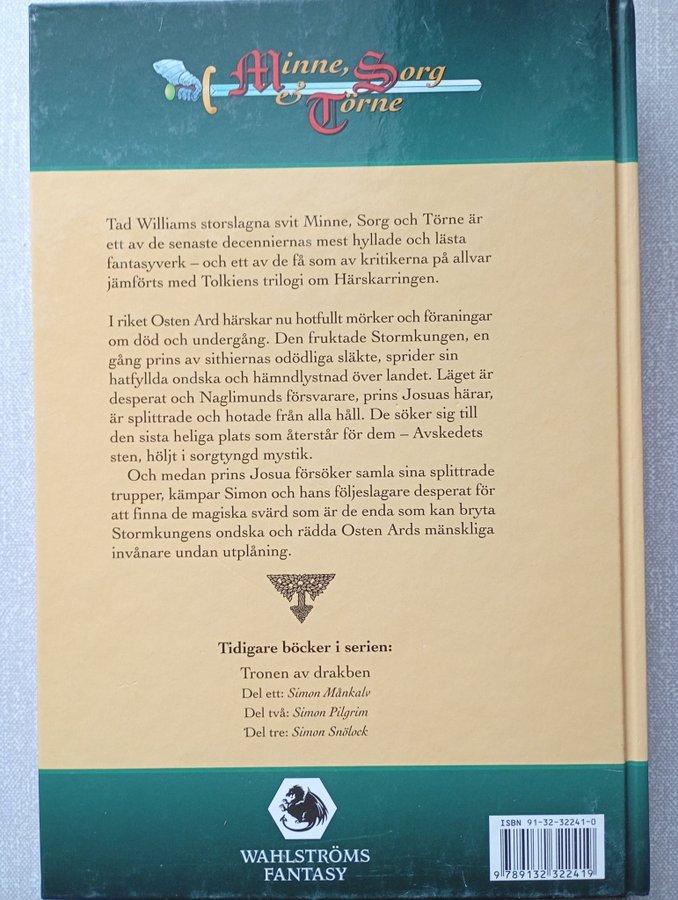 Minne, Sorg
& Törne
Tad Williams storslagna svit Minne, Sorg och Törne är
ett av de senaste decenniernas mest hyllade och lästa
fantasyverk – och ett av de få som av kritikerna på allvar
jämförts med Tolkiens trilogi om Härskarringen.
I riket Osten Ard härskar nu hotfullt mörker och föraningar
om död och undergång. Den fruktade Stormkungen, en
gång prins av sithiernas odödliga släkte, sprider sin
hatfyllda ondska och hämndlystnad över landet. Läget är
desperat och Naglimunds försvarare, prins Josuas härar,
är splittrade och hotade från alla håll. De söker sig till
den sista heliga plats som återstår för dem – Avskedets
sten, höljt i sorgtyngd mystik.
Och medan prins Josua försöker samla sina splittrade
trupper, kämpar Simon och hans följeslagare desperat för
att finna de magiska svärd som är de enda som kan bryta
Stormkungens ondska och rädda Osten Ards mänskliga
invånare undan utplåning.
Tidigare böcker i serien:
Tronen av drakben
Del ett: Simon Månkalv
Del två: Simon Pilgrim
Del tre: Simon Snölock
WAHLSTRÖMS
FANTASY
ISBN 91-32-32241-0
9 789132 322419